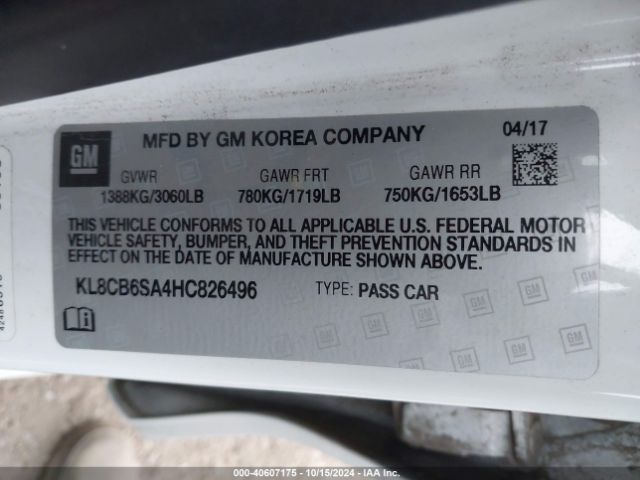 GM
MFD BY GM KOREA COMPANY
04/17
GVWR GAWR FRT GAWR RR
1388KG/3060LB 780KG/1719LB 750KG/1653LB
THIS VEHICLE CONFORMS TO ALL APPLICABLE U.S. FEDERAL MOTOR
VEHICLE SAFETY, BUMPER, AND THEFT PREVENTION STANDARDS IN
EFFECT ON THE DATE OF MANUFACTURE SHOWN ABOVE.
KL8CB6SA4HC826496 TYPE: PASS CAR
000-40607175 | 10/15/2024 | IAA Inc.